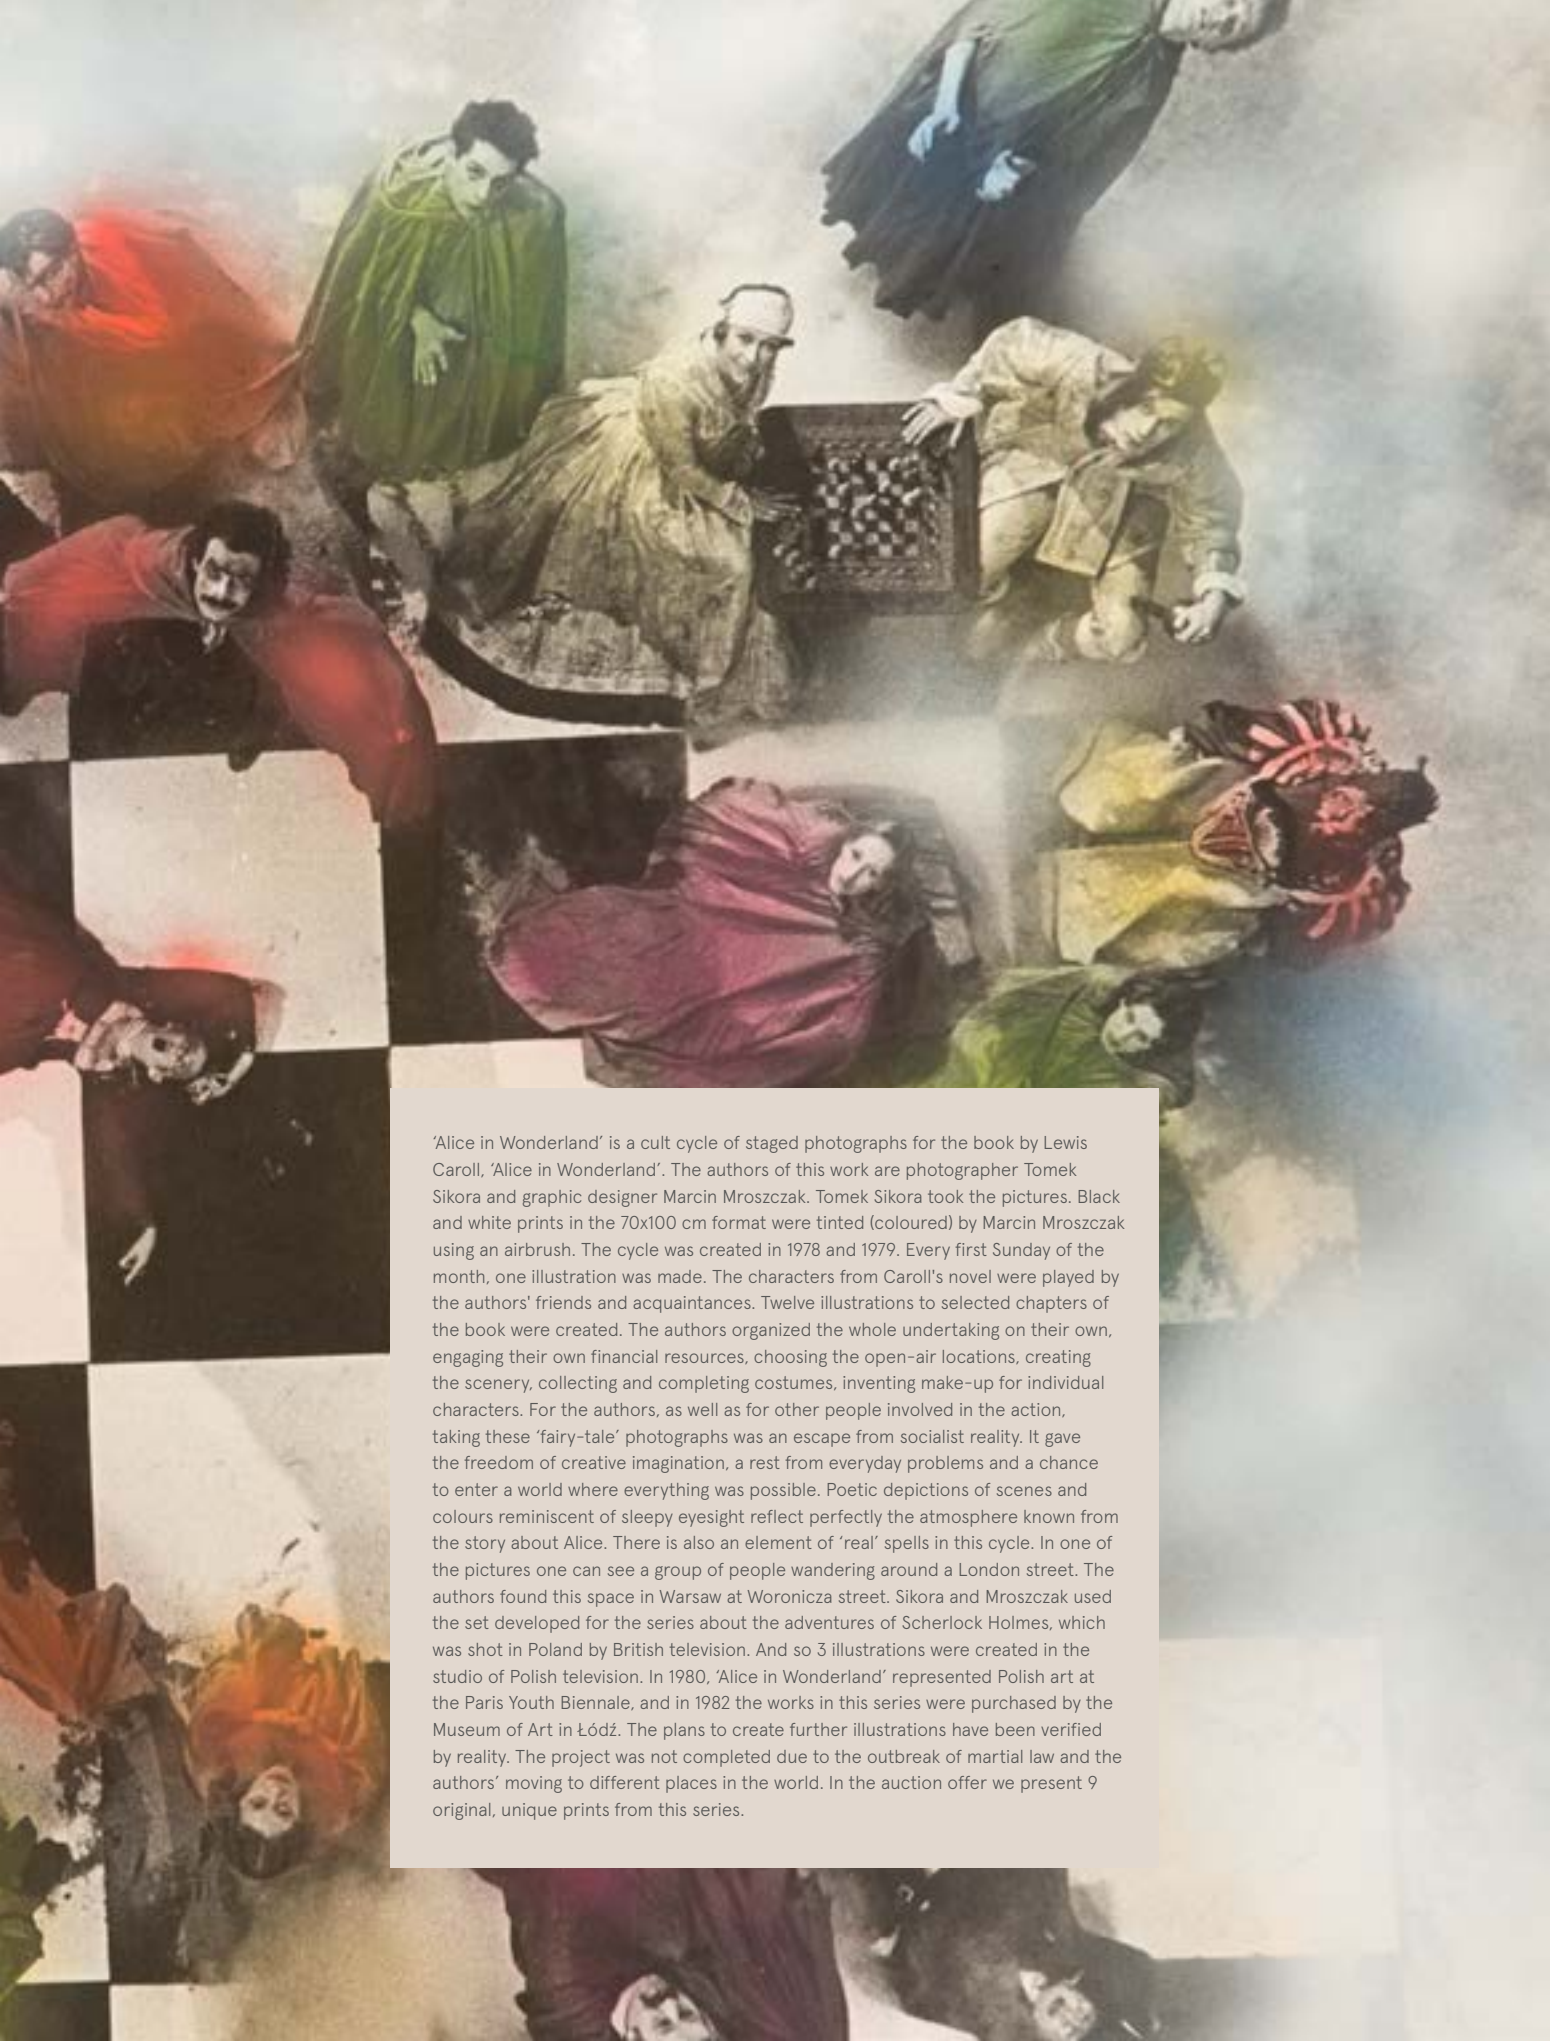 ‘Alice in Wonderland’ is a cult cycle of staged photographs for the book by Lewis
Caroll, ‘Alice in Wonderland’. The authors of this work are photographer Tomek
Sikora and graphic designer Marcin Mroszczak. Tomek Sikora took the pictures. Black
and white prints in the 70x100 cm format were tinted (coloured) by Marcin Mroszczak
using an airbrush. The cycle was created in 1978 and 1979. Every first Sunday of the
month, one illustration was made. The characters from Caroll's novel were played by
the authors' friends and acquaintances. Twelve illustrations to selected chapters of
the book were created. The authors organized the whole undertaking on their own,
engaging their own financial resources, choosing the open-air locations, creating
the scenery, collecting and completing costumes, inventing make-up for individual
characters. For the authors, as well as for other people involved in the action,
taking these ‘fairy-tale’ photographs was an escape from socialist reality. It gave
the freedom of creative imagination, a rest from everyday problems and a chance
to enter a world where everything was possible. Poetic depictions of scenes and
colours reminiscent of sleepy eyesight reflect perfectly the atmosphere known from
the story about Alice. There is also an element of ‘real’ spells in this cycle. In one of
the pictures one can see a group of people wandering around a London street. The
authors found this space in Warsaw at Woronicza street. Sikora and Mroszczak used
the set developed for the series about the adventures of Scherlock Holmes, which
was shot in Poland by British television. And so 3 illustrations were created in the
studio of Polish television. In 1980, ‘Alice in Wonderland’ represented Polish art at
the Paris Youth Biennale, and in 1982 the works in this series were purchased by the
Museum of Art in Łódź. The plans to create further illustrations have been verified
by reality. The project was not completed due to the outbreak of martial law and the
authors’ moving to different places in the world. In the auction offer we present 9
original, unique prints from this series.